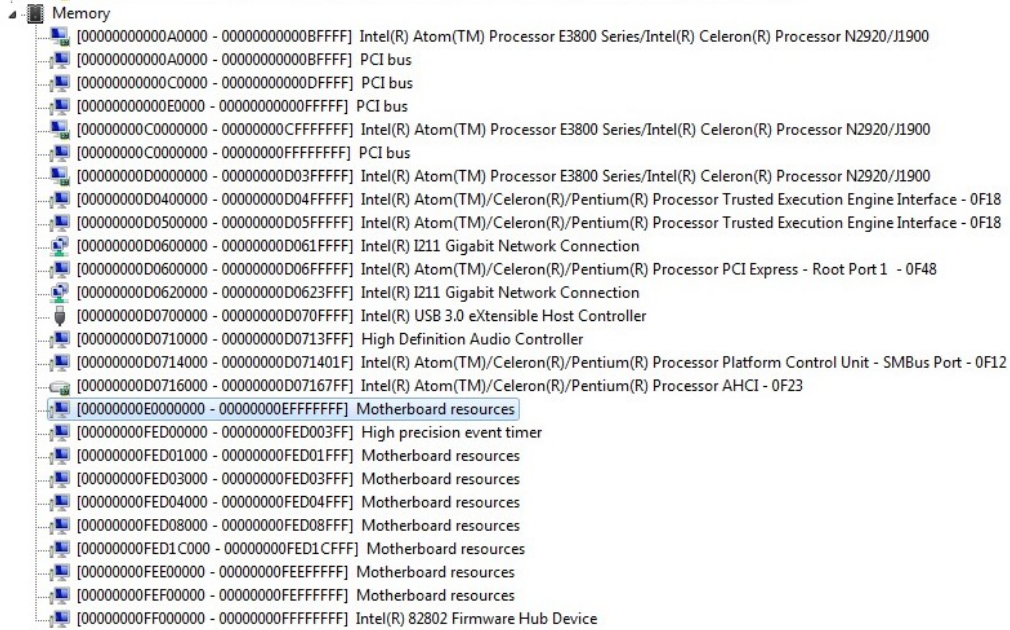 Memory
[00000000000A0000 - 00000000000BFFFF] Intel(R) Atom(TM) Processor E3800 Series/Intel(R) Celeron(R) Processor N2920/J1900
[00000000000A0000 - 00000000000BFFFF] PCI bus
[00000000000C0000 - 00000000000DFFFF] PCI bus
[00000000000E0000 - 00000000000FFFFF] PCI bus
[00000000C0000000 - 00000000CFFFFFFF] Intel(R) Atom(TM) Processor E3800 Series/Intel(R) Celeron(R) Processor N2920/J1900
[00000000C0000000 - 00000000FFFFFFFF] PCI bus
[00000000D0000000 - 00000000D03FFFFF] Intel(R) Atom(TM) Processor E3800 Series/Intel(R) Celeron(R) Processor N2920/J1900
[00000000D0400000 - 00000000D04FFFFF] Intel(R) Atom(TM)/Celeron(R)/Pentium(R) Processor Trusted Execution Engine Interface - 0F18
[00000000D0500000 - 00000000D05FFFFF] Intel(R) Atom(TM)/Celeron(R)/Pentium(R) Processor Trusted Execution Engine Interface - 0F18
[00000000D0600000 - 00000000D061FFFF] Intel(R) I211 Gigabit Network Connection
[00000000D0600000 - 00000000D06FFFFF] Intel(R) Atom(TM)/Celeron(R)/Pentium(R) Processor PCI Express - Root Port 1 - 0F48
[00000000D0620000 - 00000000D0623FFF] Intel(R) I211 Gigabit Network Connection
[00000000D0700000 - 00000000D070FFFF] Intel(R) USB 3.0 eXtensible Host Controller
[00000000D0710000 - 00000000D0713FFF] High Definition Audio Controller
[00000000D0714000 - 00000000D071401F] Intel(R) Atom(TM)/Celeron(R)/Pentium(R) Processor Platform Control Unit - SMBus Port - 0F12
[00000000D0716000 - 00000000D07167FF] Intel(R) Atom(TM)/Celeron(R)/Pentium(R) Processor AHCI - 0F23
[00000000E0000000 - 00000000EFFFFFFF] Motherboard resources
[00000000FED00000 - 00000000FED003FF] High precision event timer
[00000000FED01000 - 00000000FED01FFF] Motherboard resources
[00000000FED03000 - 00000000FED03FFF] Motherboard resources
[00000000FED04000 - 00000000FED04FFF] Motherboard resources
[00000000FED08000 - 00000000FED08FFF] Motherboard resources
[00000000FED1C000 - 00000000FED1CFFF] Motherboard resources
[00000000FEE00000 - 00000000FEEFFFFF] Motherboard resources
[00000000FEF00000 - 00000000FEFFFFFF] Motherboard resources
[00000000FF000000 - 00000000FFFFFFFF] Intel(R) 82802 Firmware Hub Device